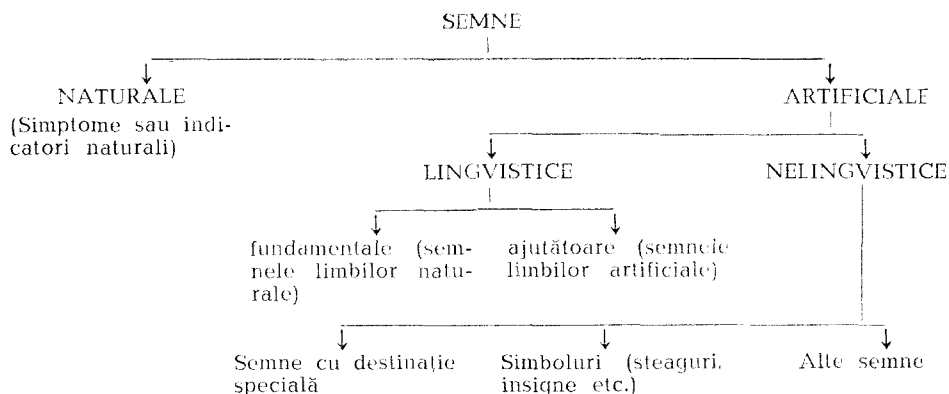 SEMNE
NATURALE
(Simptome sau indi-
catori naturali)
ARTIFICIALE
LINGVISTICE
NELINGVISTICE
fundamentale (sem-
nele limbilor natu-
rale)
ajutătoare (semnele
limbilor artificiale)
Semne cu destinație
specială
Simboluri (steaguri,
insigne etc.)
Alte semne